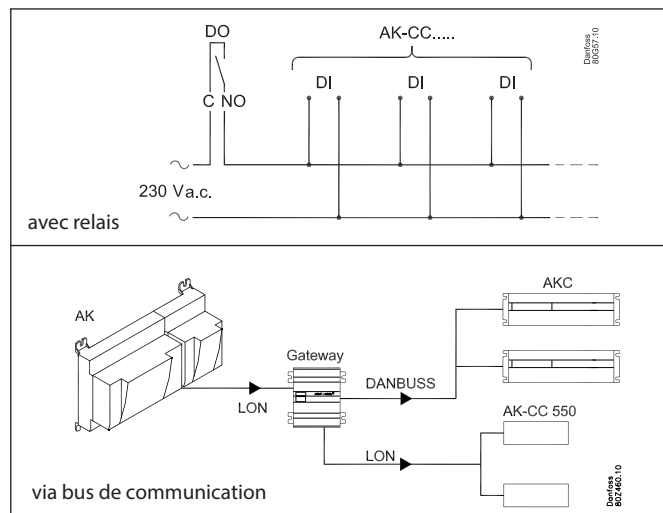 DO
AK-CC.....
Danfoss
80G57.10
DI
DI
DI
C NO
230 Va.c.
avec relais
AKC
AK
Gateway
DANBUSS
LON
AK-CC 550
LON
Danfoss
80Z460.10
via bus de communication